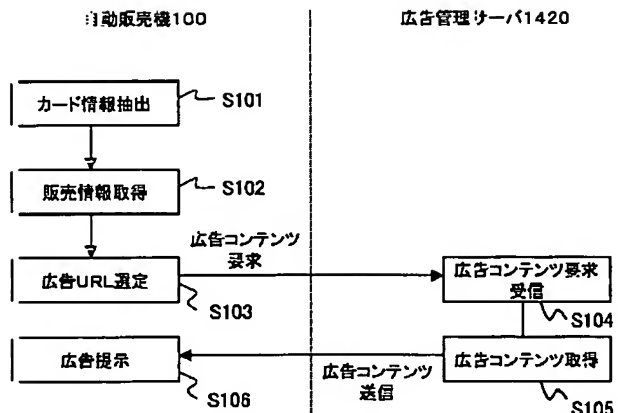 自動販売機100
広告管理サーバ1420
カード情報抽出
S101
販売情報取得
S102
広告コンテンツ
要求
広告URL選定
S103
広告コンテンツ要求
受信
S104
広告提示
S106
広告コンテンツ
送信
広告コンテンツ取得
S105